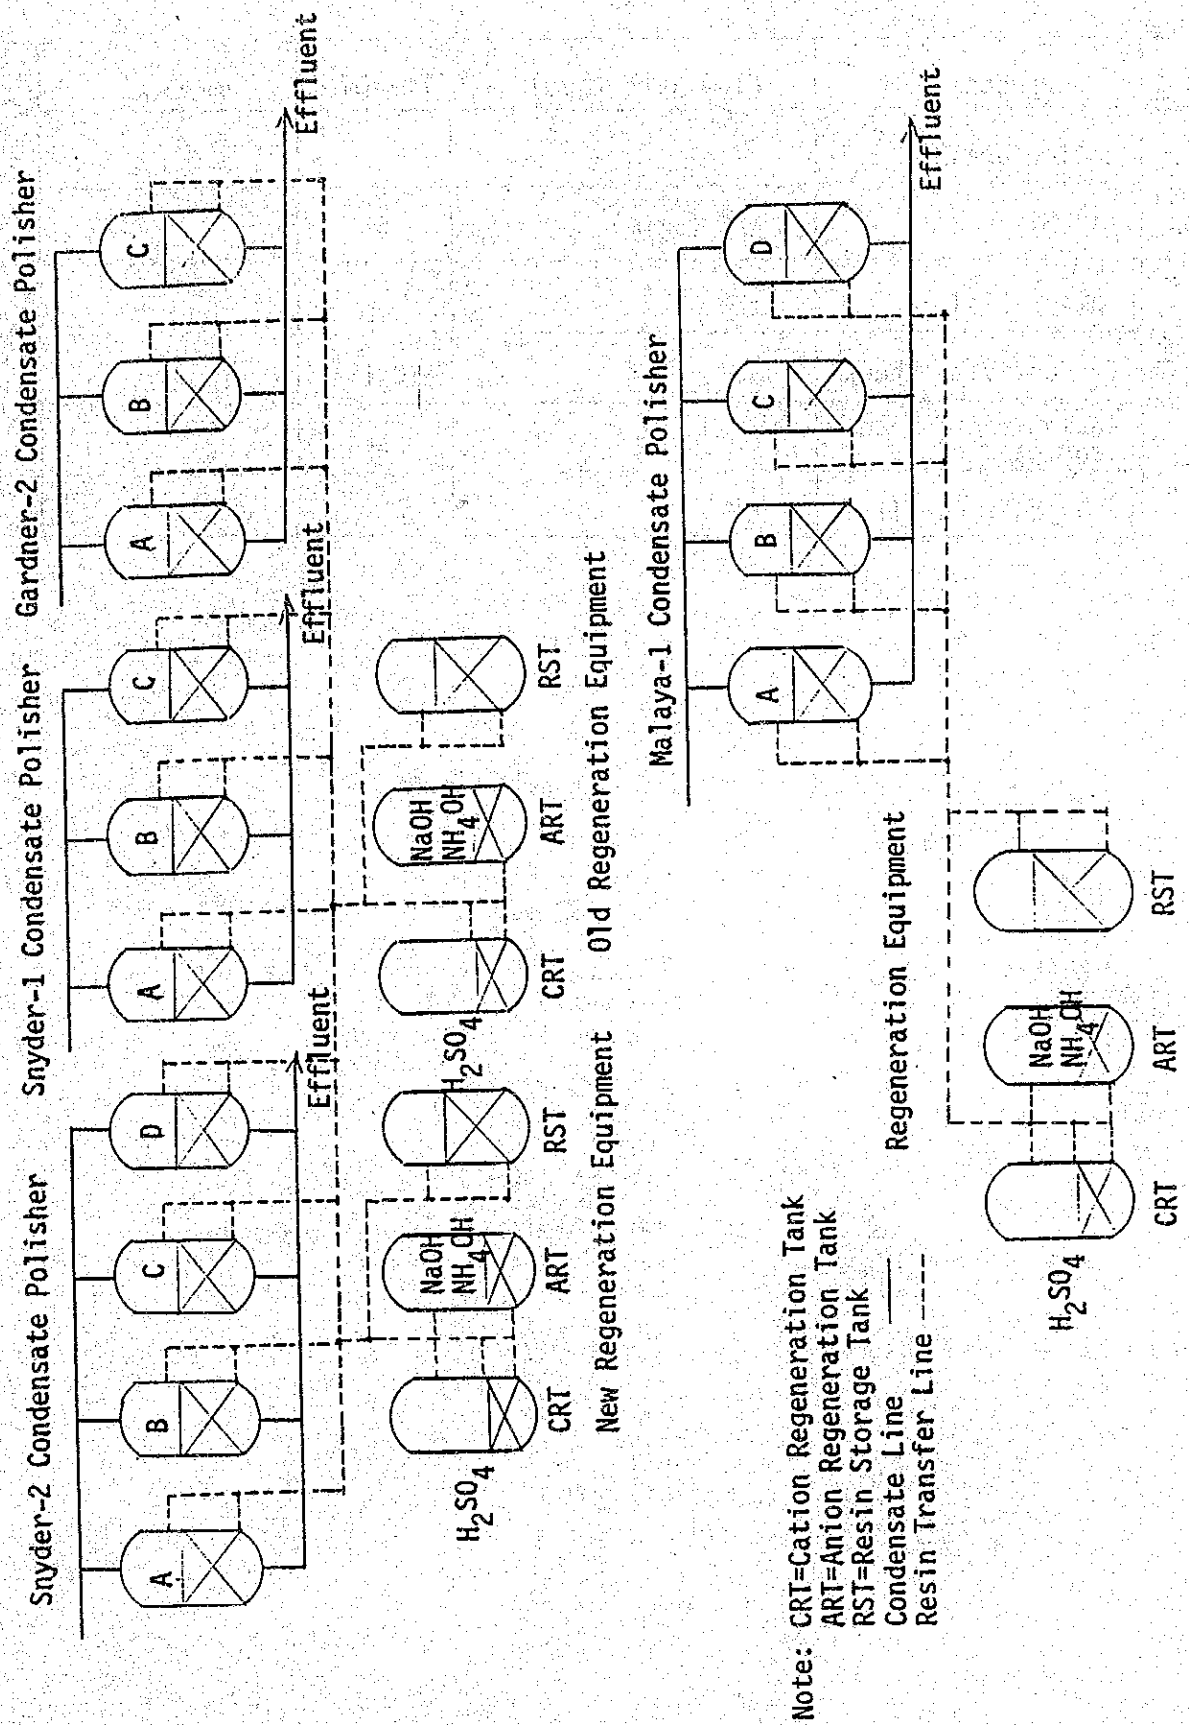 Snyder-2 Condensate Polisher
Snyder-1 Condensate Polisher
Gardner-2 Condensate Polisher
A
B
C
D
Effluent
A
B
C
Effluent
A
B
C
Effluent
H2SO4
CRT
NaOH
NH4OH
ART
RST
New Regeneration Equipment
H2SO4
CRT
NaOH
NH4OH
ART
RST
Old Regeneration Equipment
Malaya-1 Condensate Polisher
A
B
C
D
Effluent
Regeneration Equipment
H2SO4
CRT
NaOH
NH4OH
ART
RST
Note: CRT=Cation Regeneration Tank
ART=Anion Regeneration Tank
RST=Resin Storage Tank
Condensate Line
Resin Transfer Line